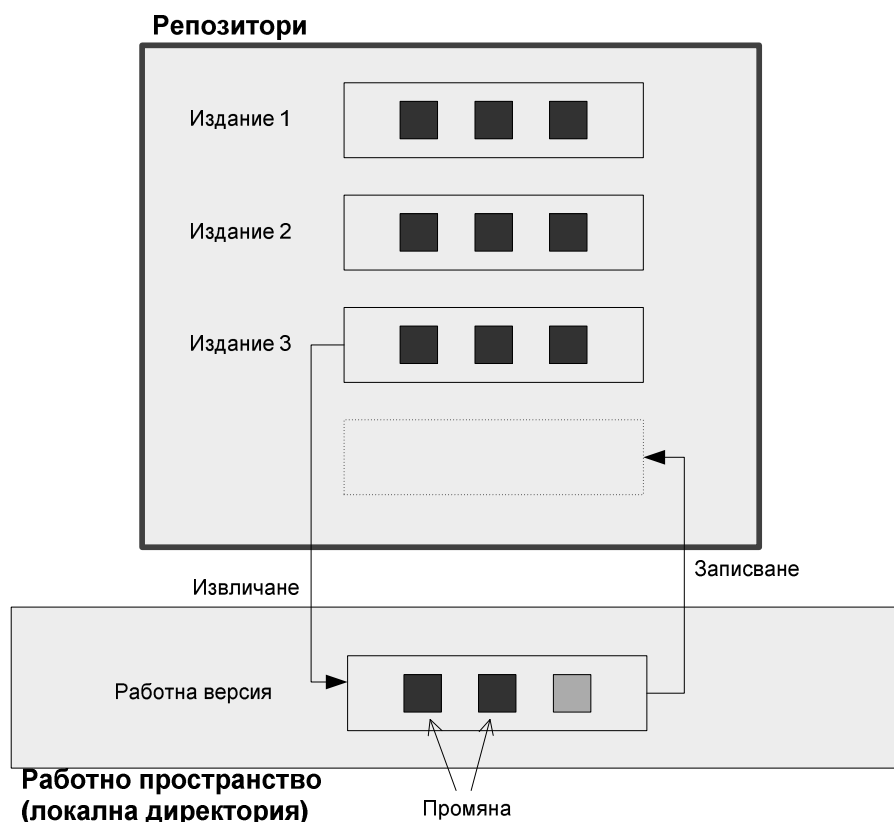 Репозитори
Издание 1
Издание 2
Издание 3
Извличане
Записване
Работна версия
Работно пространство
(локална директория)
Промяна